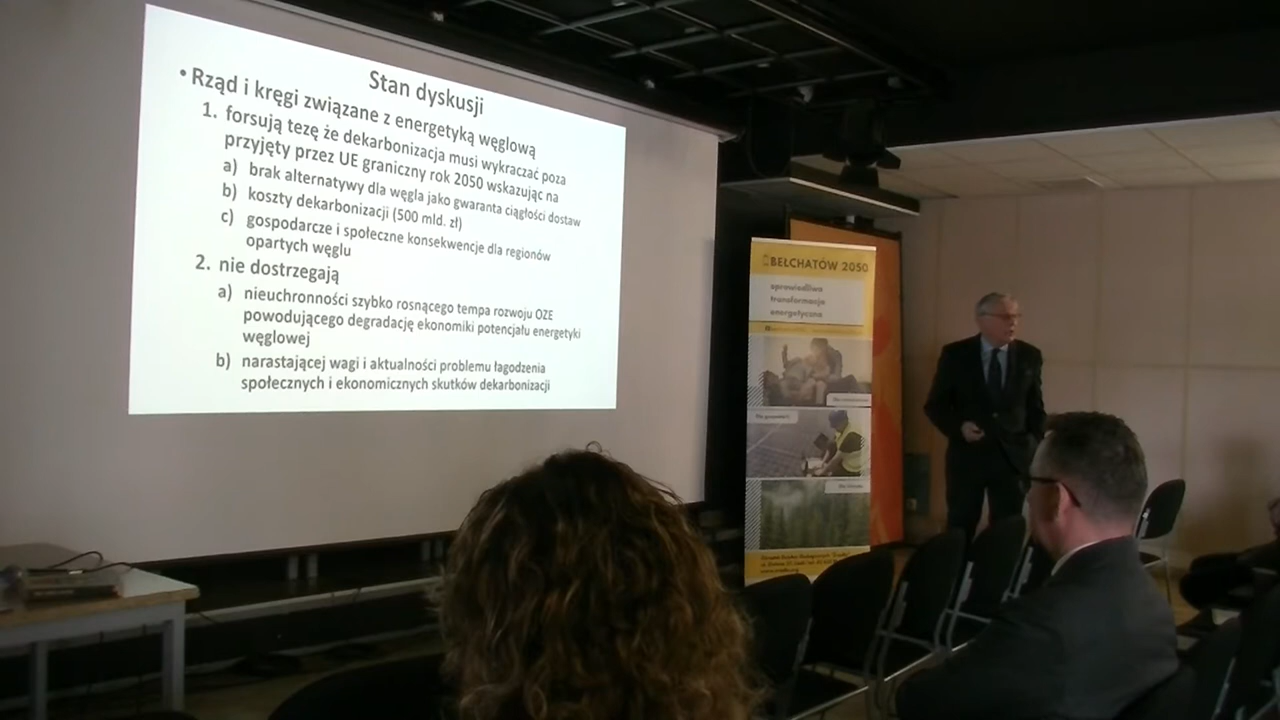 Stan dyskusji
• Rząd i kręgi związane z energetyką węglową
1. forsują tezę że dekarbonizacja musi wykraczać poza
przyjęty przez UE graniczny rok 2050 wskazując na
a) brak alternatywy dla węgla jako gwaranta ciągłości dostaw
b) koszty dekarbonizacji (500 mld. zł)
c) gospodarcze i społeczne konsekwencje dla regionów
opartych węglu
2. nie dostrzegają
a) nieuchronności szybko rosnącego tempa rozwoju OZE
powodującego degradację ekonomiki potencjału energetyki
węglowej
b) narastającej wagi i aktualności problemu łagodzenia
społecznych i ekonomicznych skutków dekarbonizacji
BEŁCHATÓW 2050
sprawiedliwa
transformacja
energetyczna